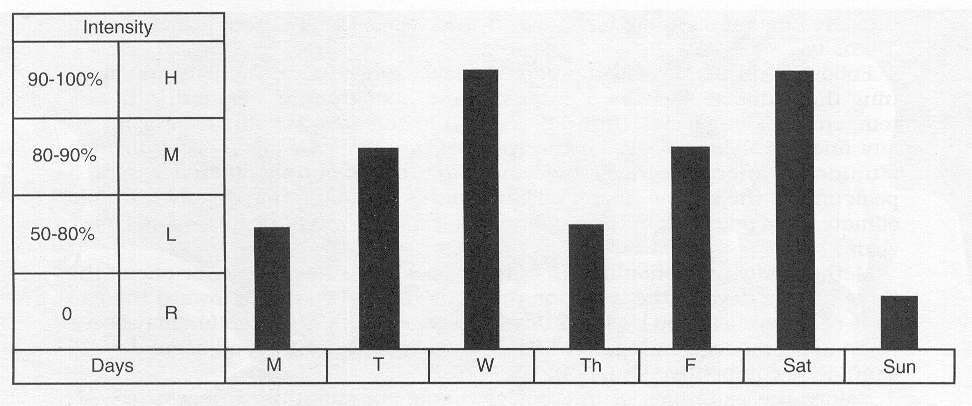 Intensity
90-100% H
80-90% M
50-80% L
0 R
Days M T W Th F Sat Sun